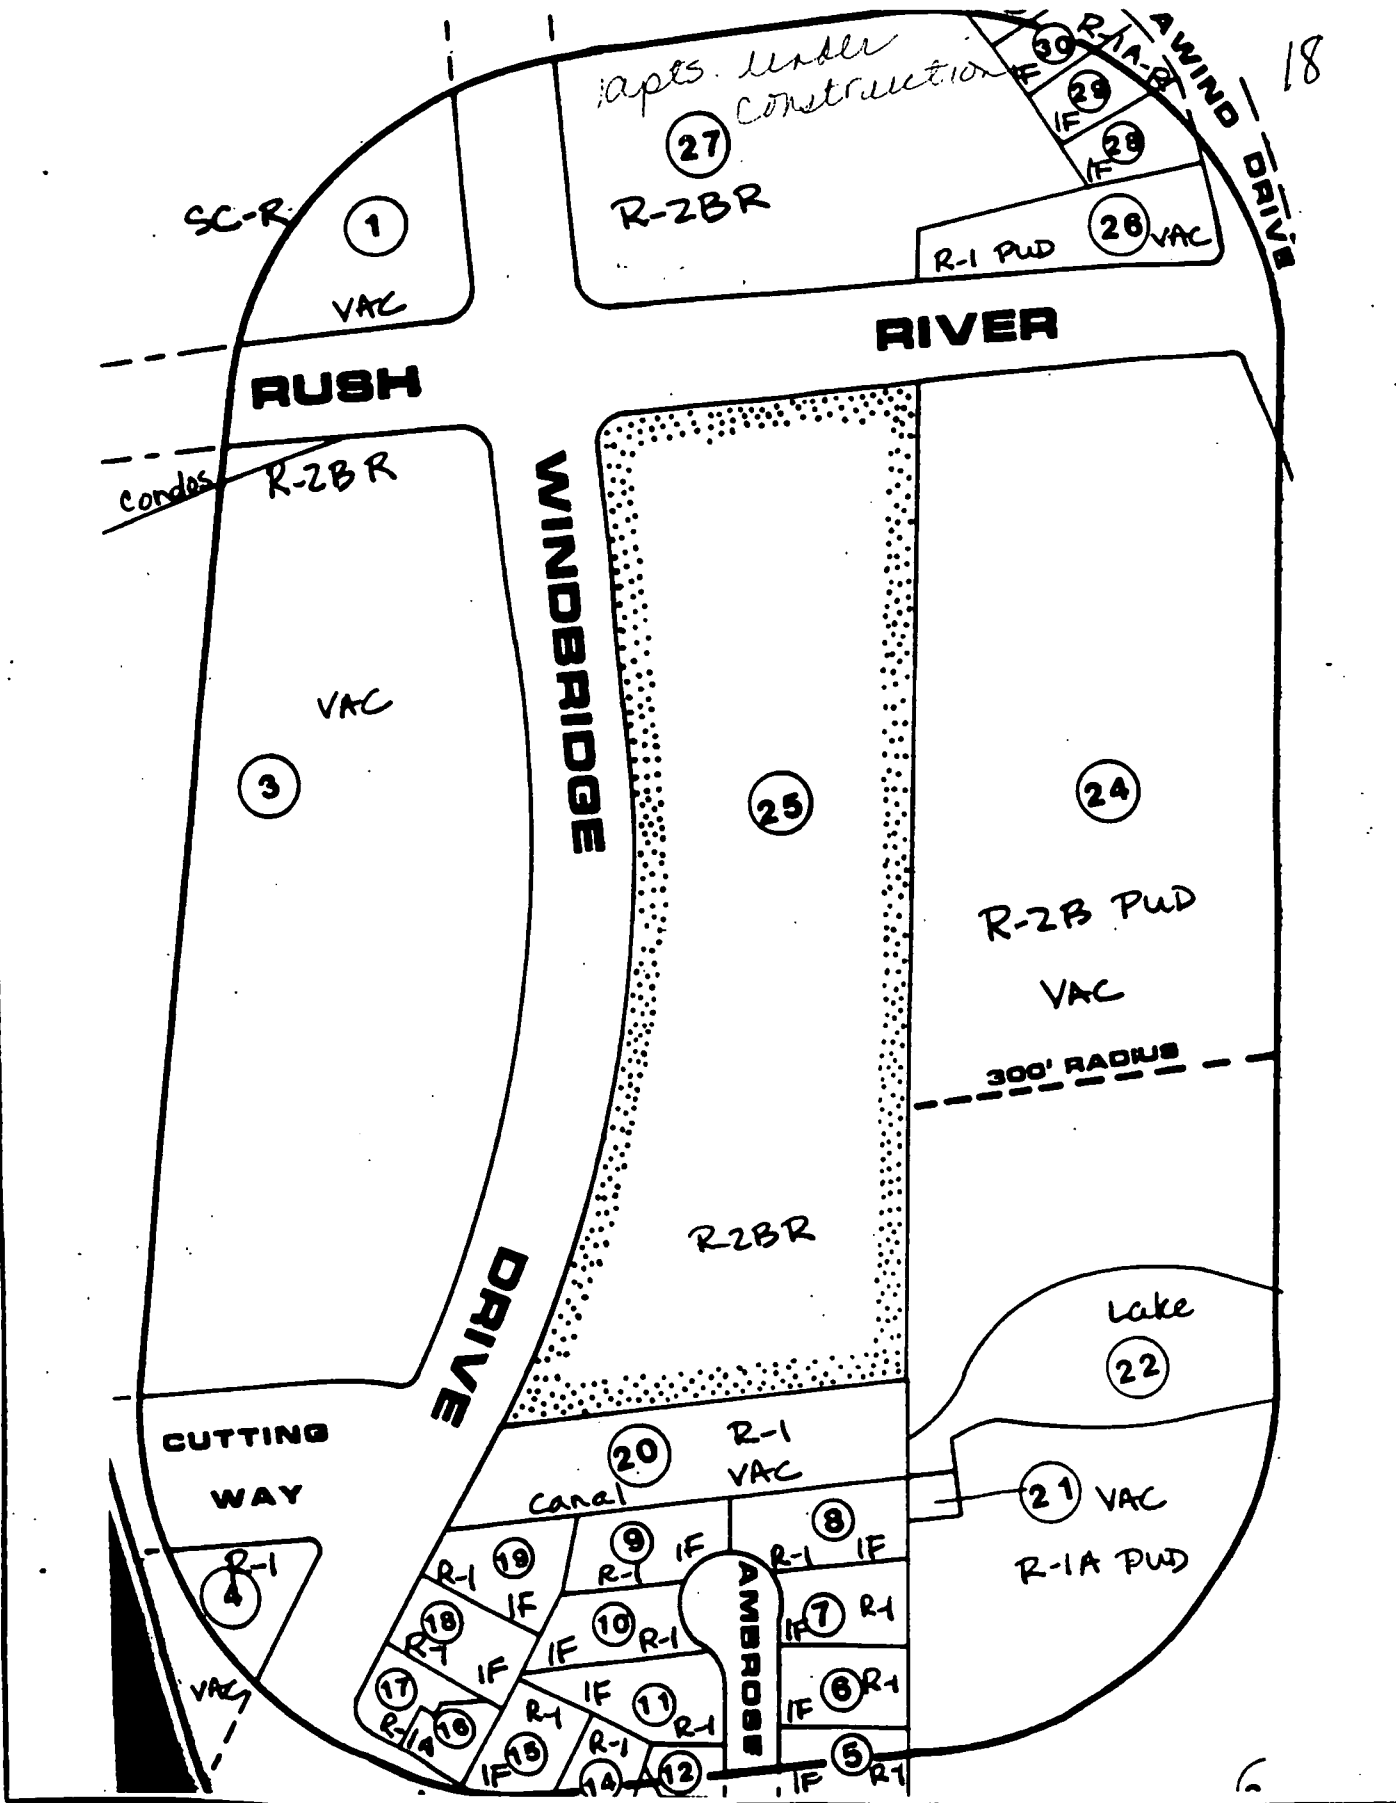 18
apts. under
construction
27
R-2BR
30
IF
29
IF
28
IF
AWIND DRIVE
SC-R
1
VAC
26
VAC
R-1 PUD
RUSH
RIVER
condos
R-2BR
WINDBRIDGE
VAC
3
25
24
R-2B PUD
VAC
300' RADIUS
R2BR
DRIVE
Lake
22
CUTTING
WAY
20
R-1
VAC
canal
21
VAC
R-1A PUD
R-1
4
VAC
19
R-1
IF
9
IF
R-1
8
R-1
IF
18
R-1
IF
10
IF
R-1
AMBROSE
7
IF
R-1
17
R-1A
16
IF
11
R-1
6
IF
R-1
R-1
15
IF
R-1
14
12
5
IF
R-1
6